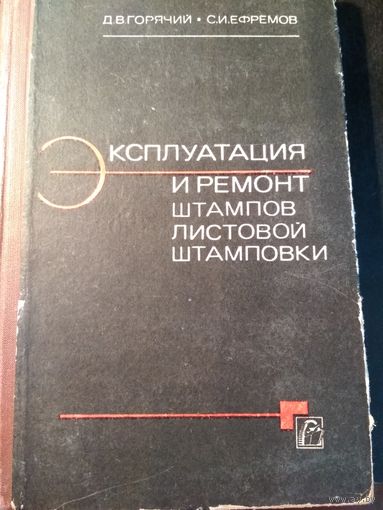 Д.В.ГОРЯЧИЙ · С.И.ЕФРЕМОВ
ЭКСПЛУАТАЦИЯ
И РЕМОНТ
ШТАМПОВ
ЛИСТОВОЙ
ШТАМПОВКИ